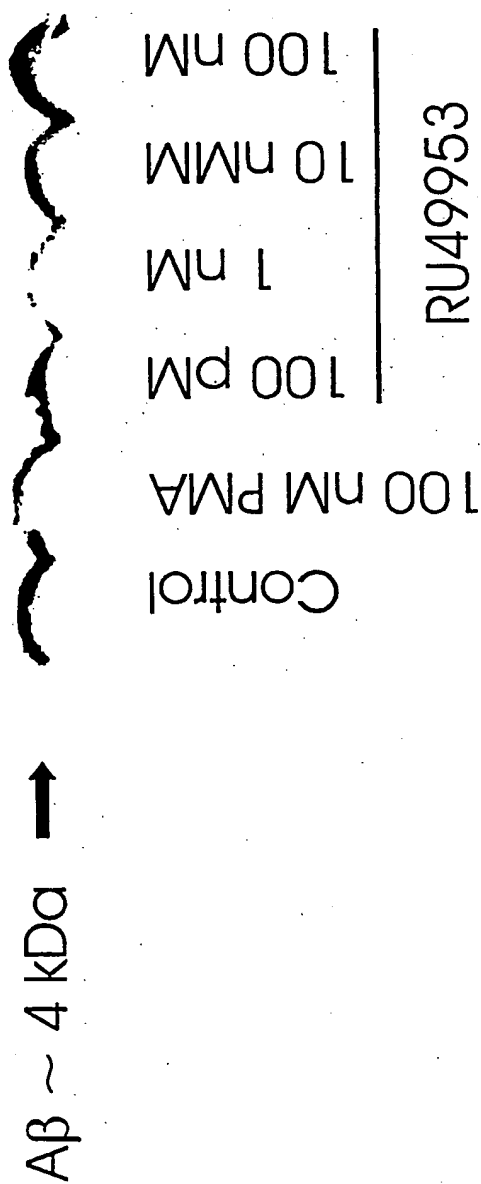 Aβ ~ 4 kDa
Control
100 nM PMA
100 pM
1 nM
10 nMM
100 nM
RU49953